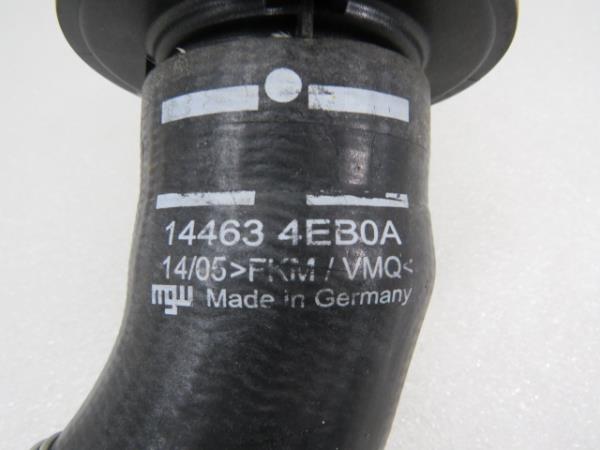 14463 4EB0A
14/05>FKM / VMQ<
Made in Germany